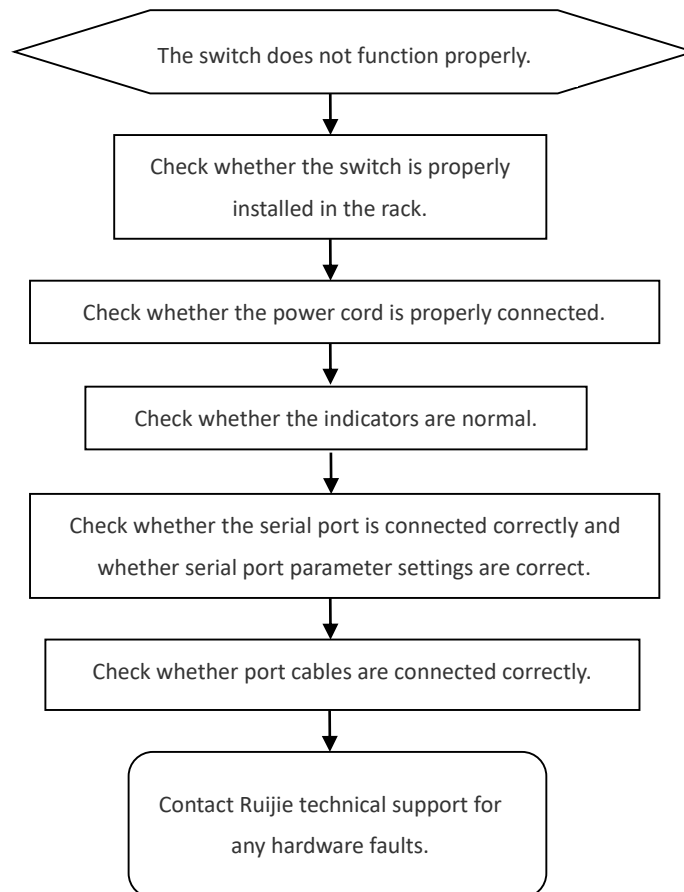 The switch does not function properly.
Check whether the switch is properly
installed in the rack.
Check whether the power cord is properly connected.
Check whether the indicators are normal.
Check whether the serial port is connected correctly and
whether serial port parameter settings are correct.
Check whether port cables are connected correctly.
Contact Ruijie technical support for
any hardware faults.